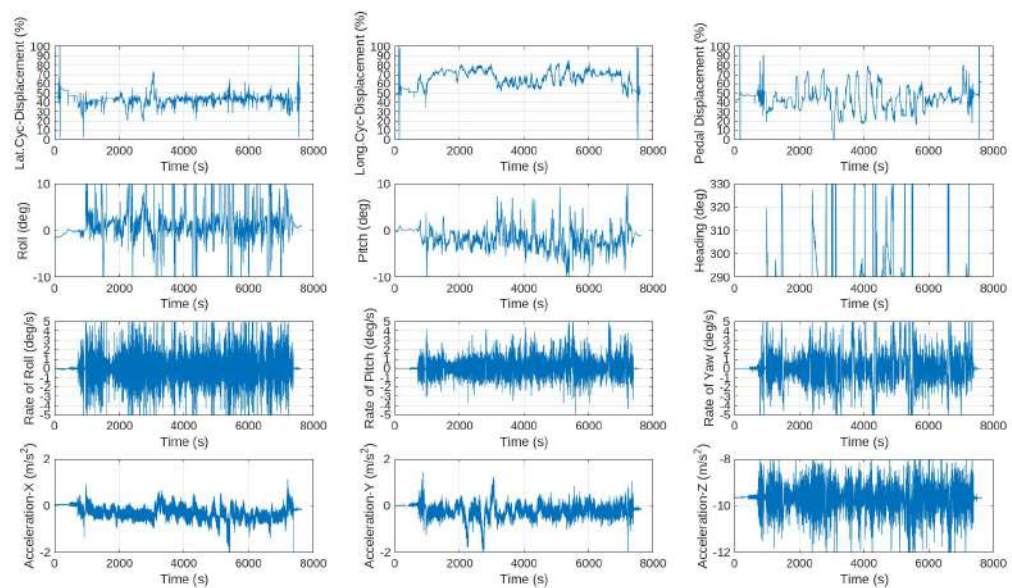 Lat.Cyc-Displacement (%)
100
90
80
70
60
50
40
30
20
10
0
0 2000 4000 6000 8000
Time (s)
Long.Cyc-Displacement (%)
100
90
80
70
60
50
40
30
20
10
0
0 2000 4000 6000 8000
Time (s)
Pedal Displacement (%)
100
90
80
70
60
50
40
30
20
10
0
0 2000 4000 6000 8000
Time (s)
Roll (deg)
10
0
-10
0 2000 4000 6000 8000
Time (s)
Pitch (deg)
10
0
-10
0 2000 4000 6000 8000
Time (s)
Heading (deg)
330
320
310
300
290
0 2000 4000 6000 8000
Time (s)
Rate of Roll (deg/s)
5
4
3
2
1
0
-1
-2
-3
-4
-5
0 2000 4000 6000 8000
Time (s)
Rate of Pitch (deg/s)
5
4
3
2
1
0
-1
-2
-3
-4
-5
0 2000 4000 6000 8000
Time (s)
Rate of Yaw (deg/s)
5
4
3
2
1
0
-1
-2
-3
-4
-5
0 2000 4000 6000 8000
Time (s)
Acceleration-X (m/s²)
2
0
-2
0 2000 4000 6000 8000
Time (s)
Acceleration-Y (m/s²)
2
0
-2
0 2000 4000 6000 8000
Time (s)
Acceleration-Z (m/s²)
-8
-10
-12
0 2000 4000 6000 8000
Time (s)